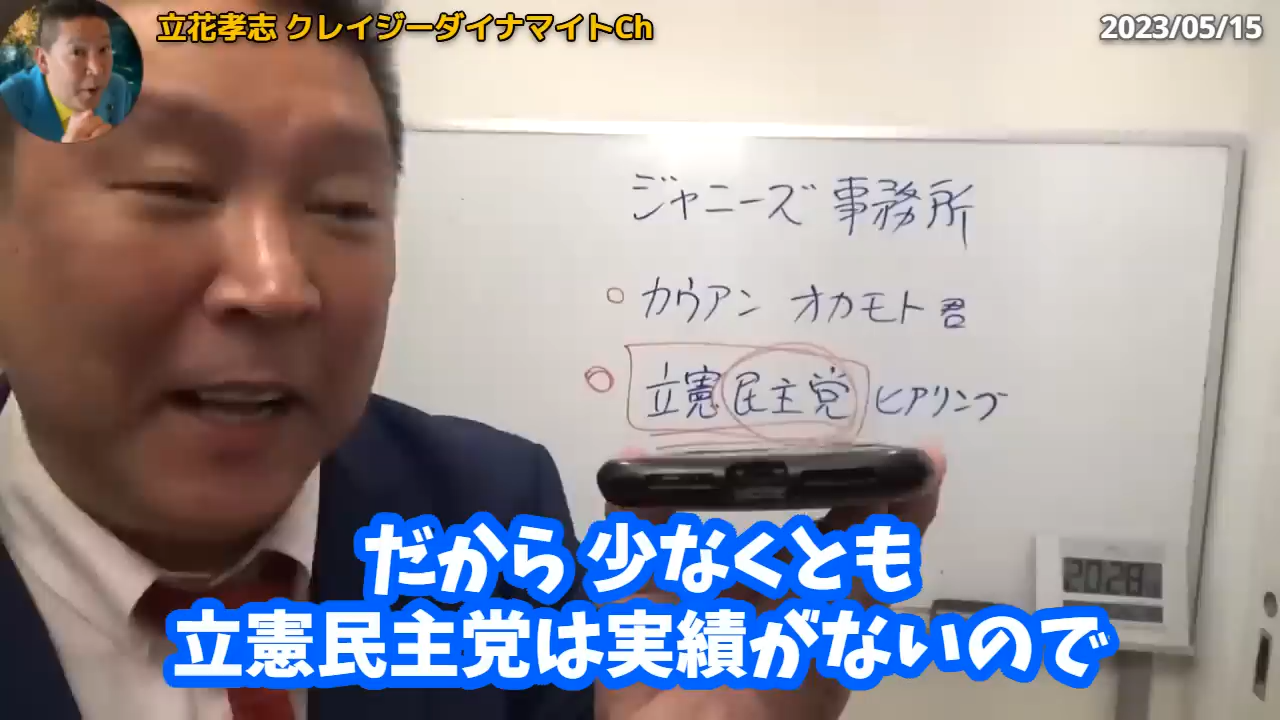 立花孝志 クレイジーダイナマイトCh
2023/05/15
ジャニーズ 事務所
○ カウアン オカモト 君
○ 立憲民主党 ヒアリング
20:28
だから 少なくとも
立憲民主党は実績がないので